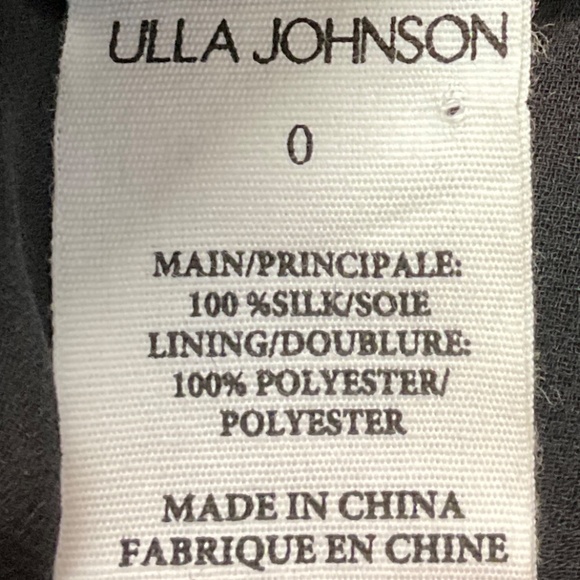 ULLA JOHNSON
0
MAIN/PRINCIPALE:
100 %SILK/SOIE
LINING/DOUBLURE:
100% POLYESTER/
POLYESTER
MADE IN CHINA
FABRIQUE EN CHINE